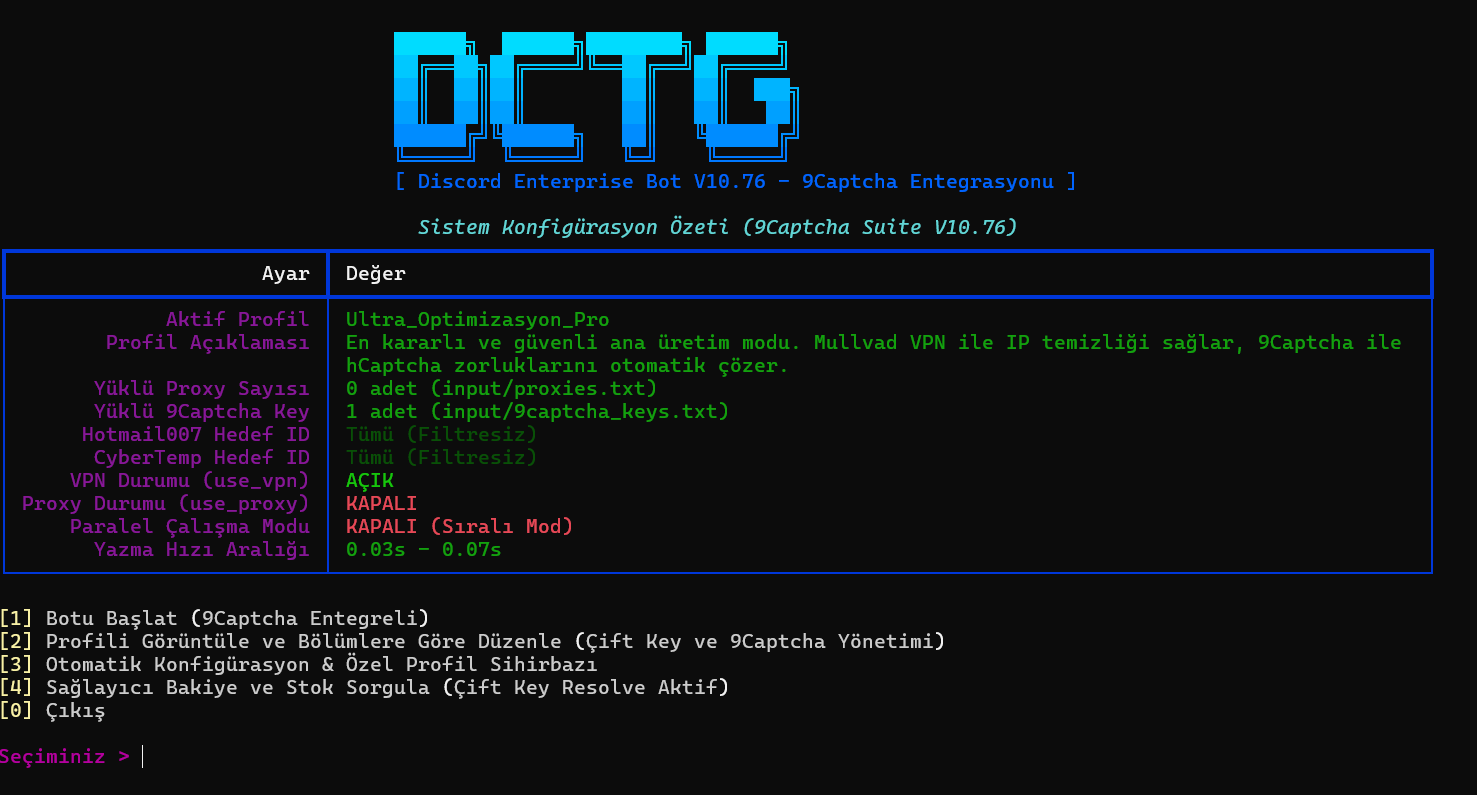 DCTG
[ Discord Enterprise Bot V10.76 - 9Captcha Entegrasyonu ]
Sistem Konfigürasyon Özeti (9Captcha Suite V10.76)
Ayar Değer
Aktif Profil Ultra_Optimizasyon_Pro
Profil Açıklaması En kararlı ve güvenli ana üretim modu. Mullvad VPN ile IP temizliği sağlar, 9Captcha ile
hCaptcha zorluklarını otomatik çözer.
Yüklü Proxy Sayısı 0 adet (input/proxies.txt)
Yüklü 9Captcha Key 1 adet (input/9captcha_keys.txt)
Hotmail007 Hedef ID Tümü (Filtresiz)
CyberTemp Hedef ID Tümü (Filtresiz)
VPN Durumu (use_vpn) AÇIK
Proxy Durumu (use_proxy) KAPALI
Paralel Çalışma Modu KAPALI (Sıralı Mod)
Yazma Hızı Aralığı 0.03s - 0.07s
[1] Botu Başlat (9Captcha Entegreli)
[2] Profili Görüntüle ve Bölümlere Göre Düzenle (Çift Key ve 9Captcha Yönetimi)
[3] Otomatik Konfigürasyon & Özel Profil Sihirbazı
[4] Sağlayıcı Bakiye ve Stok Sorgula (Çift Key Resolve Aktif)
[0] Çıkış
Seçiminiz >